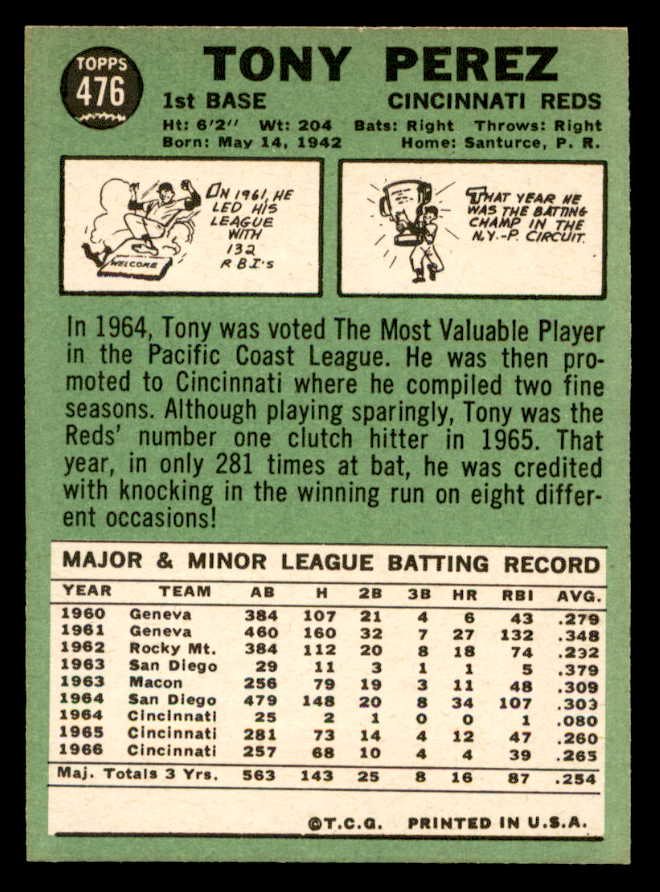 TOPPS
476
TONY PEREZ
1st BASE CINCINNATI REDS
Ht: 6'2" Wt: 204 Bats: Right Throws: Right
Born: May 14, 1942 Home: Santurce, P. R.
ON 1961, HE
LED HIS
LEAGUE
WITH
132
RBI's
WELCOME
THAT YEAR HE
WAS THE BATTING
CHAMP IN THE
N.Y.-P. CIRCUIT.
In 1964, Tony was voted The Most Valuable Player
in the Pacific Coast League. He was then pro-
moted to Cincinnati where he compiled two fine
seasons. Although playing sparingly, Tony was the
Reds' number one clutch hitter in 1965. That
year, in only 281 times at bat, he was credited
with knocking in the winning run on eight differ-
ent occasions!
MAJOR & MINOR LEAGUE BATTING RECORD
YEAR TEAM AB H 2B 3B HR RBI AVG.
1960 Geneva 384 107 21 4 6 43 .279
1961 Geneva 460 160 32 7 27 132 .348
1962 Rocky Mt. 384 112 20 8 18 74 .292
1963 San Diego 29 11 3 1 1 5 .379
1963 Macon 256 79 19 3 11 48 .309
1964 San Diego 479 148 20 8 34 107 .303
1964 Cincinnati 25 2 1 0 0 1 .080
1965 Cincinnati 281 73 14 4 12 47 .260
1966 Cincinnati 257 68 10 4 4 39 .265
Maj. Totals 3 Yrs. 563 143 25 8 16 87 .254
©T.C.G. PRINTED IN U.S.A.